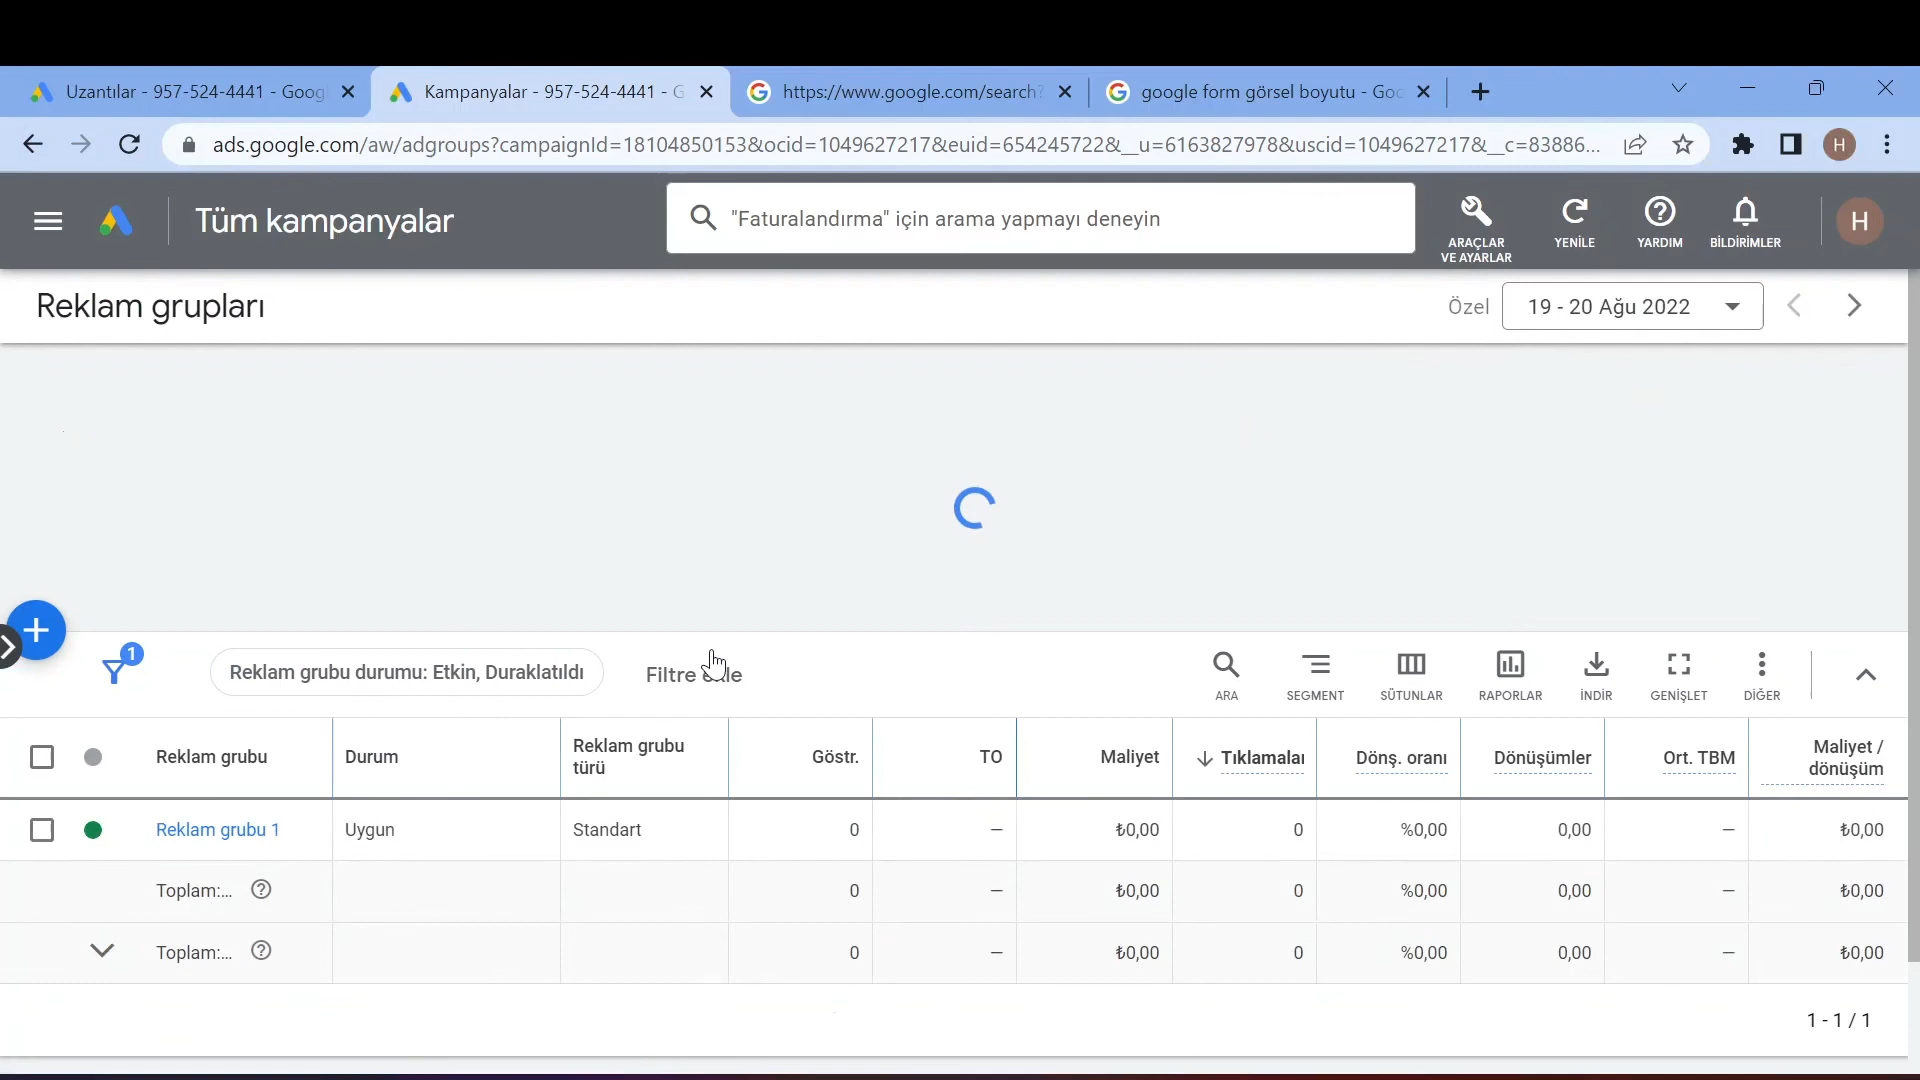 Uzantılar - 957-524-4441 - Goog
Kampanyalar - 957-524-4441 - G
https://www.google.com/search?
google form görsel boyutu - Goo
ads.google.com/aw/adgroups?campaignId=18104850153&ocid=1049627217&euid=654245722&__u=6163827978&uscid=1049627217&__c=83886...
H
Tüm kampanyalar
"Faturalandırma" için arama yapmayı deneyin
ARAÇLAR VE AYARLAR
YENİLE
YARDIM
BİLDİRİMLER
H
Reklam grupları
Özel
19 - 20 Ağu 2022
1
Reklam grubu durumu: Etkin, Duraklatıldı
Filtre
ARA
SEGMENT
SÜTUNLAR
RAPORLAR
İNDİR
GENİŞLET
DİĞER
Reklam grubu Durum Reklam grubu türü Göstr. TO Maliyet Tıklamalar Dönş. oranı Dönüşümler Ort. TBM Maliyet / dönüşüm
Reklam grubu 1 Uygun Standart 0 — ₺0,00 0 %0,00 0,00 — ₺0,00
Toplam:... 0 — ₺0,00 0 %0,00 0,00 — ₺0,00
Toplam:... 0 — ₺0,00 0 %0,00 0,00 — ₺0,00
1 - 1 / 1